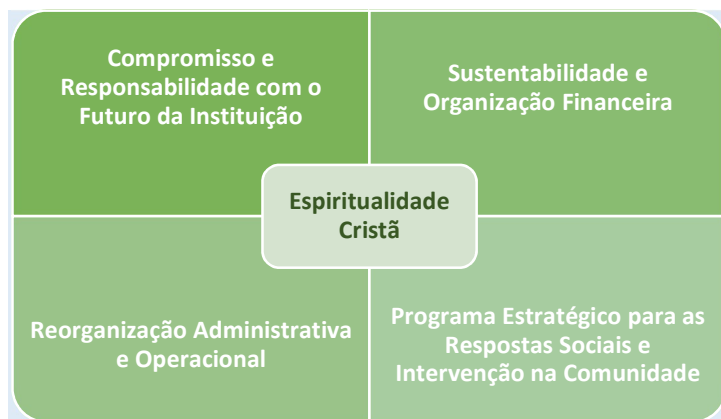 Compromisso e
Responsabilidade com o
Futuro da Instituição
Sustentabilidade e
Organização Financeira
Espiritualidade
Cristã
Reorganização Administrativa
e Operacional
Programa Estratégico para as
Respostas Sociais e
Intervenção na Comunidade